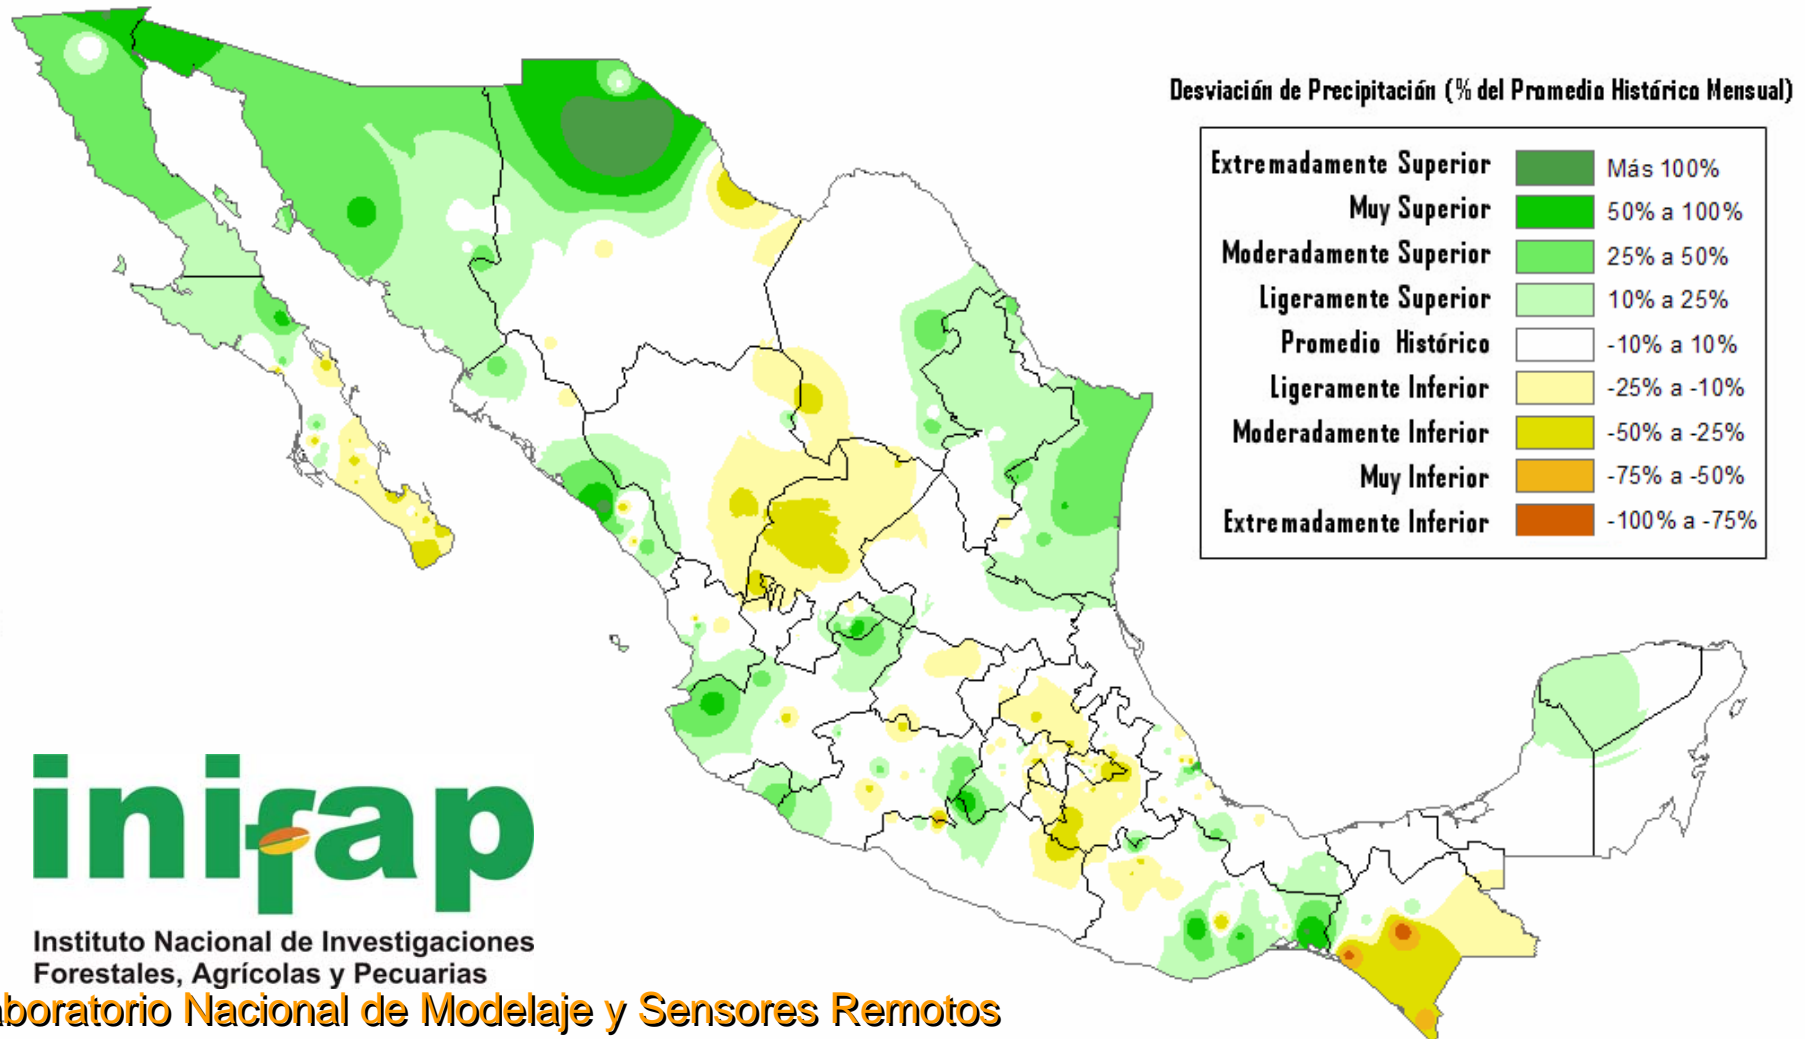 Desviación de Precipitación (% del Promedio Histórico Mensual)
Extremadamente Superior Más 100%
Muy Superior 50% a 100%
Moderadamente Superior 25% a 50%
Ligeramente Superior 10% a 25%
Promedio Histórico -10% a 10%
Ligeramente Inferior -25% a -10%
Moderadamente Inferior -50% a -25%
Muy Inferior -75% a -50%
Extremadamente Inferior -100% a -75%
inifap
Instituto Nacional de Investigaciones
Forestales, Agrícolas y Pecuarias
aboratorio Nacional de Modelaje y Sensores Remotos